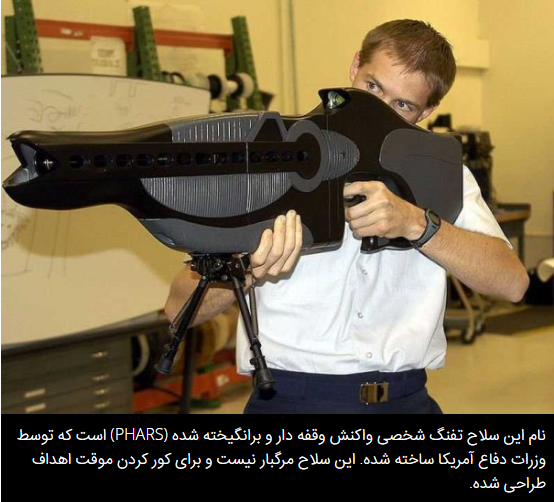 نام این سلاح تفنگ شخصی واکنش وقفه دار و برانگیخته شده (PHARS) است که توسط
وزرات دفاع آمریکا ساخته شده. این سلاح مرگبار نیست و برای کور کردن موقت اهداف
طراحی شده.